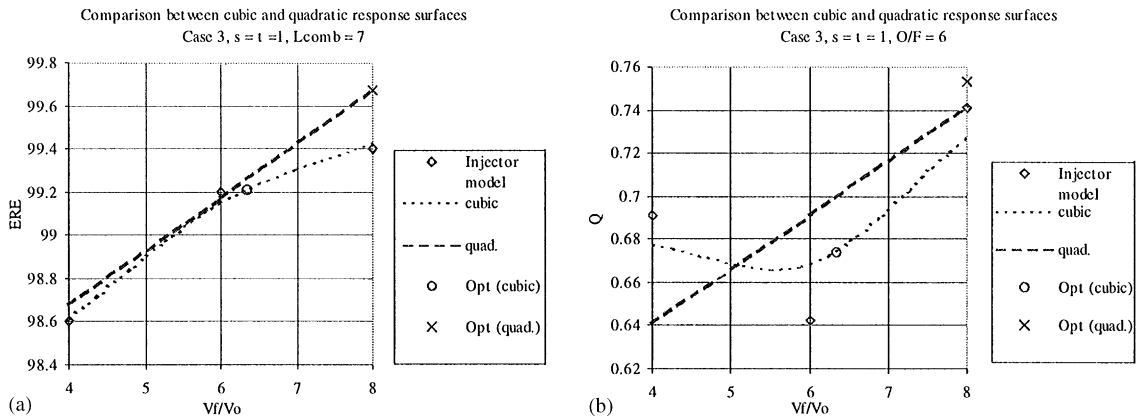 Comparison between cubic and quadratic response surfaces
Case 3, s = t =1, Lcomb = 7
99.8
99.6
99.4
99.2
99
98.8
98.6
98.4
ERE
4
5
6
7
8
Vf/Vo
Injector
model
cubic
quad.
Opt (cubic)
Opt (quad.)
(a)
Comparison between cubic and quadratic response surfaces
Case 3, s = t = 1, O/F = 6
0.76
0.74
0.72
0.7
0.68
0.66
0.64
0.62
Q
4
5
6
7
8
Vf/Vo
Injector
model
cubic
quad.
Opt (cubic)
Opt (quad.)
(b)